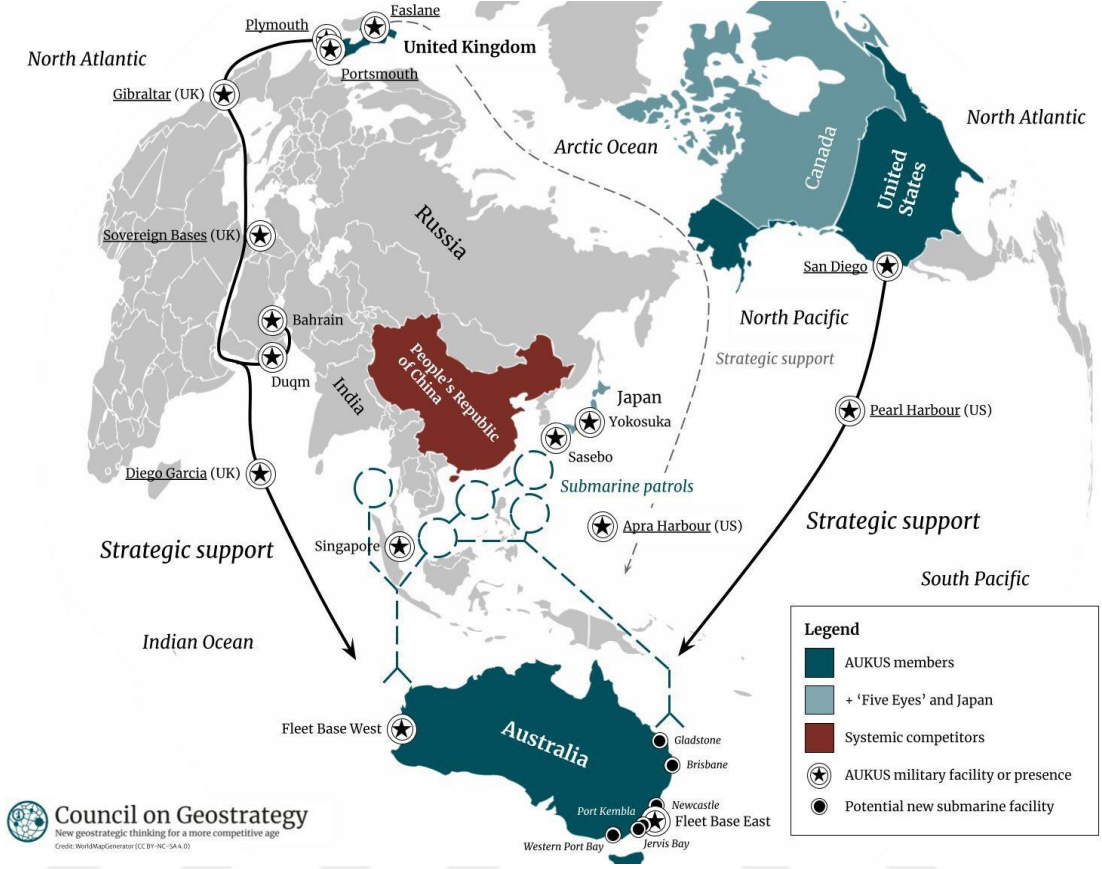 Faslane
Plymouth
United Kingdom
North Atlantic
Portsmouth
Gibraltar (UK)
North Atlantic
Arctic Ocean
Canada
United
States
Russia
Sovereign Bases (UK)
San Diego
Bahrain
North Pacific
People's Republic
of China
Strategic support
Duqm
India
Japan
Pearl Harbour (US)
Yokosuka
Sasebo
Diego Garcia (UK)
Submarine patrols
Apra Harbour (US)
Strategic support
Singapore
Strategic support
South Pacific
Indian Ocean
Legend
AUKUS members
+ ‘Five Eyes’ and Japan
Systemic competitors
AUKUS military facility or presence
Potential new submarine facility
Fleet Base West
Australia
Gladstone
Brisbane
Newcastle
Port Kembla
Fleet Base East
Jervis Bay
Western Port Bay
Council on Geostrategy
New geostrategic thinking for a more competitive age
Credit: WorldMapGenerator (CC BY-NC-SA 4.0)